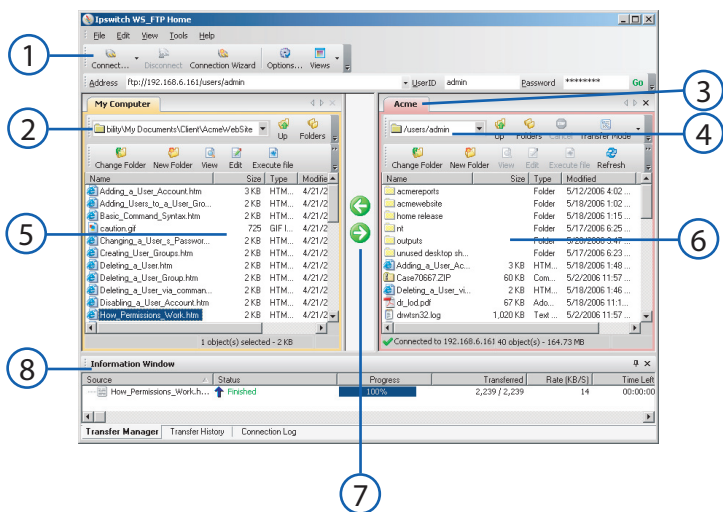 Ipswitch WS_FTP Home
File Edit View Tools Help
1
Connect... Disconnect Connection Wizard Options... Views
Address ftp://192.168.6.161/users/admin UserID admin Password ******** Go
My Computer
Acme
3
2
bility\My Documents\Client\AcmeWebSite Up Folders
/users/admin Up Folders Cancel Transfer Mode
4
Change Folder New Folder View Edit Execute file
Change Folder New Folder View Edit Execute file Refresh
Name Size Type Modifie
Adding_a_User_Account.htm 3 KB HTM... 4/21/2
Adding_Users_to_a_User_Gro... 2 KB HTM... 4/21/2
Basic_Command_Syntax.htm 2 KB HTM... 4/21/2
caution.gif 725 GIF I... 4/21/2
Changing_a_User_s_Passwor... 2 KB HTM... 4/21/2
Creating_User_Groups.htm 2 KB HTM... 4/21/2
Deleting_a_User.htm 2 KB HTM... 4/21/2
Deleting_a_User_Group.htm 2 KB HTM... 4/21/2
Deleting_a_User_via_comman... 2 KB HTM... 4/21/2
Disabling_a_User_Account.htm 2 KB HTM... 4/21/2
How_Permissions_Work.htm 2 KB HTM... 4/21/2
5
1 object(s) selected - 2 KB
Name Size Type Modified
acmereports Folder 5/12/2006 4:02 ...
acmewebsite Folder 5/18/2006 1:02 ...
home release Folder 5/18/2006 1:15 ...
nt Folder 5/17/2006 6:25 ...
outputs Folder
unused desktop sh... Folder 5/17/2006 6:23 ...
Adding_a_User_Ac... 3 KB HTM... 5/18/2006 1:48 ...
Case70667.ZIP 60 KB Com... 5/2/2006 11:57 ...
Deleting_a_User_vi... 2 KB HTM... 5/18/2006 1:46 ...
dr_lod.pdf 67 KB Ado... 5/18/2006 11:1...
drwtsn32.log 1,020 KB Text ... 5/2/2006 11:57 ...
6
Connected to 192.168.6.161 40 object(s) - 164.73 MB
8
Information Window
Source Status Progress Transferred Rate (KB/S) Time Left
How_Permissions_Work.h... Finished 100% 2,239 / 2,239 14 00:00:00
Transfer Manager Transfer History Connection Log
7